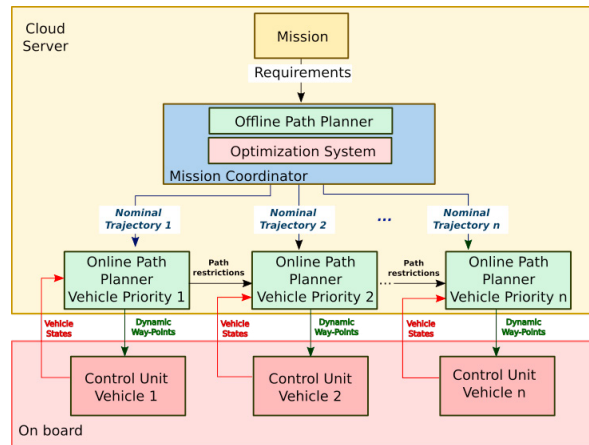 Cloud
Server
Mission
Requirements
Offline Path Planner
Optimization System
Mission Coordinator
Nominal
Trajectory 1
Nominal
Trajectory 2
...
Nominal
Trajectory n
Online Path
Planner
Vehicle Priority 1
Path
restrictions
Online Path
Planner
Vehicle Priority 2
...
Path
restrictions
Online Path
Planner
Vehicle Priority n
Vehicle
States
Dynamic
Way-Points
Vehicle
States
Dynamic
Way-Points
Vehicle
States
Dynamic
Way-Points
Control Unit
Vehicle 1
Control Unit
Vehicle 2
Control Unit
Vehicle n
On board